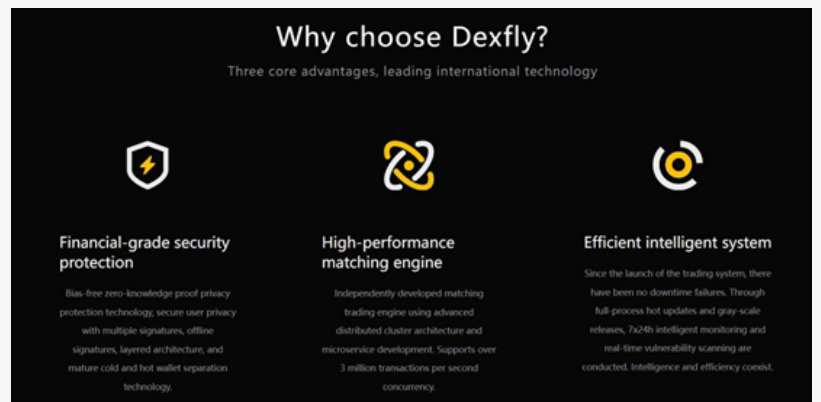 Why choose Dexfly?
Three core advantages, leading international technology
Financial-grade security
protection
Bias-free zero-knowledge proof privacy
protection technology, secure user privacy
with multiple signatures, offline
signatures, layered architecture, and
mature cold and hot wallet separation
technology.
High-performance
matching engine
Independently developed matching
trading engine using advanced
distributed cluster architecture and
microservice development. Supports over
3 million transactions per second
concurrency.
Efficient intelligent system
Since the launch of the trading system, there
have been no downtime failures. Through
full-process hot updates and gray-scale
releases, 7x24h intelligent monitoring and
real-time vulnerability scanning are
conducted. Intelligence and efficiency coexist.